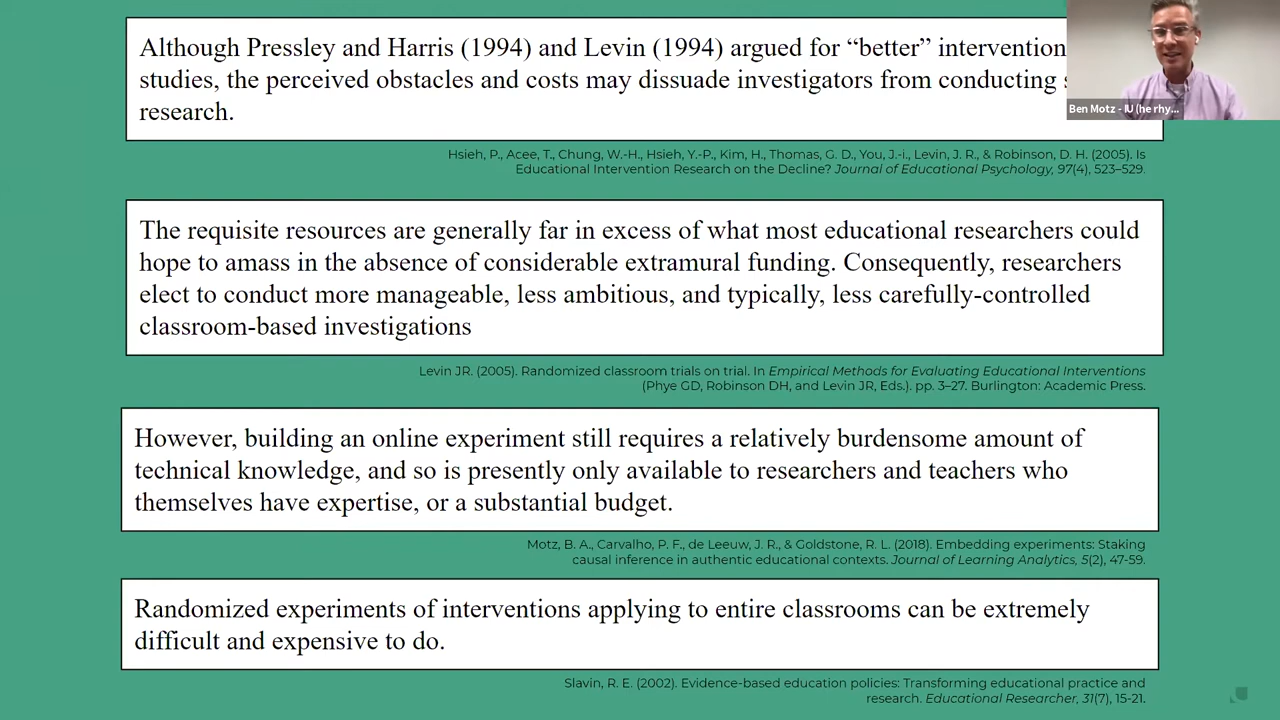 Although Pressley and Harris (1994) and Levin (1994) argued for “better” intervention
studies, the perceived obstacles and costs may dissuade investigators from conducting
research.
Ben Motz - IU (he rhy...
Hsieh, P., Acee, T., Chung, W.-H., Hsieh, Y.-P., Kim, H., Thomas, G. D., You, J.-i., Levin, J. R., & Robinson, D. H. (2005). Is
Educational Intervention Research on the Decline? Journal of Educational Psychology, 97(4), 523–529.
The requisite resources are generally far in excess of what most educational researchers could
hope to amass in the absence of considerable extramural funding. Consequently, researchers
elect to conduct more manageable, less ambitious, and typically, less carefully-controlled
classroom-based investigations
Levin JR. (2005). Randomized classroom trials on trial. In Empirical Methods for Evaluating Educational Interventions
(Phye GD, Robinson DH, and Levin JR, Eds.). pp. 3–27. Burlington: Academic Press.
However, building an online experiment still requires a relatively burdensome amount of
technical knowledge, and so is presently only available to researchers and teachers who
themselves have expertise, or a substantial budget.
Motz, B. A., Carvalho, P. F., de Leeuw, J. R., & Goldstone, R. L. (2018). Embedding experiments: Staking
causal inference in authentic educational contexts. Journal of Learning Analytics, 5(2), 47-59.
Randomized experiments of interventions applying to entire classrooms can be extremely
difficult and expensive to do.
Slavin, R. E. (2002). Evidence-based education policies: Transforming educational practice and
research. Educational Researcher, 31(7), 15-21.